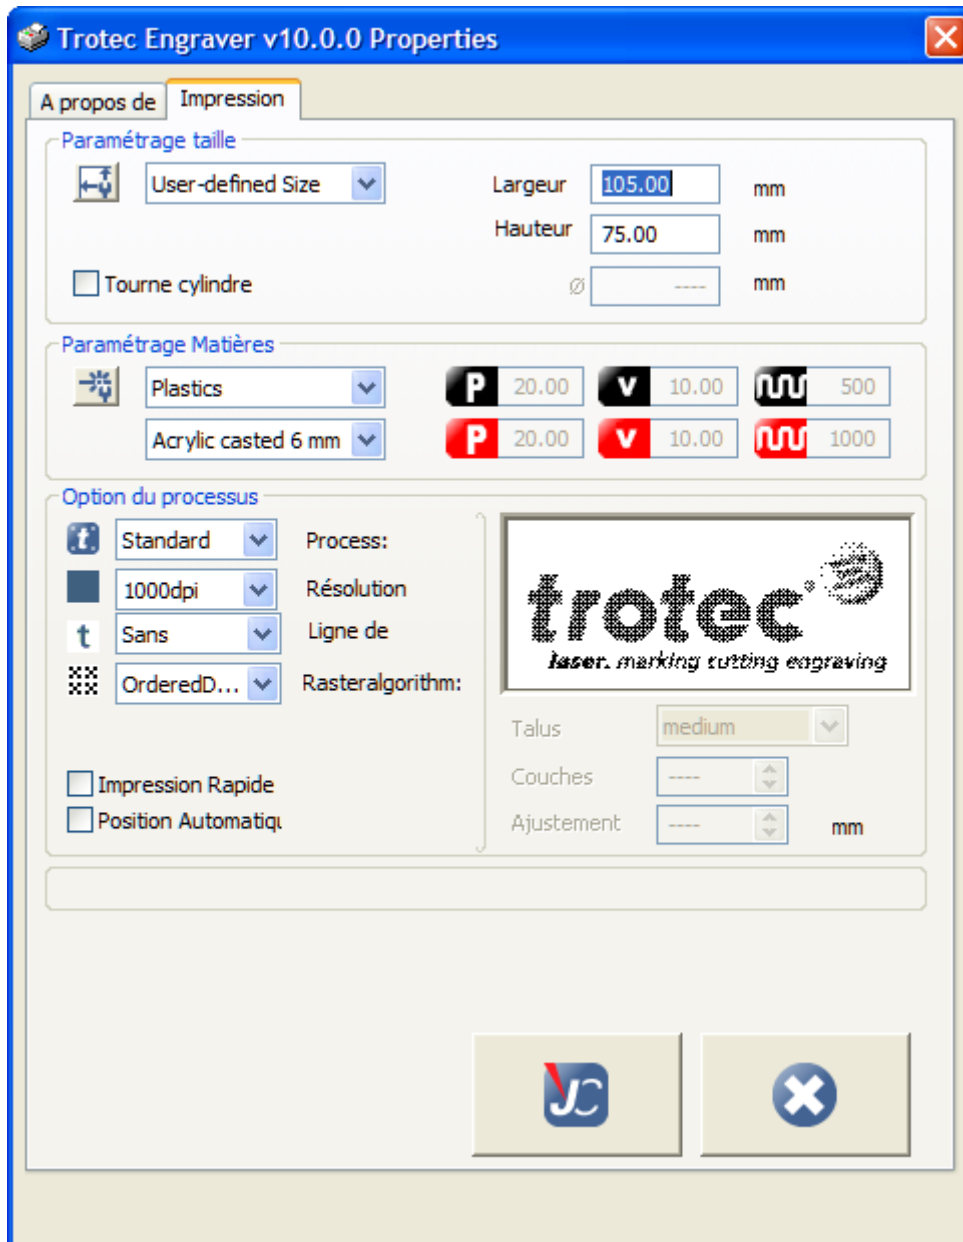 Trotec Engraver v10.0.0 Properties
A propos de Impression
Paramétrage taille
User-defined Size Largeur 105.00 mm
Hauteur 75.00 mm
Tourne cylindre ø ---- mm
Paramétrage Matières
Plastics P 20.00 v 10.00 500
Acrylic casted 6 mm P 20.00 v 10.00 1000
Option du processus
t Standard Process:
1000dpi Résolution
t Sans Ligne de
OrderedD... Rasteralgorithm:
trotec
laser. marking cutting engraving
Talus medium
Couches ----
Ajustement ---- mm
Impression Rapide
Position Automatiqu
JC